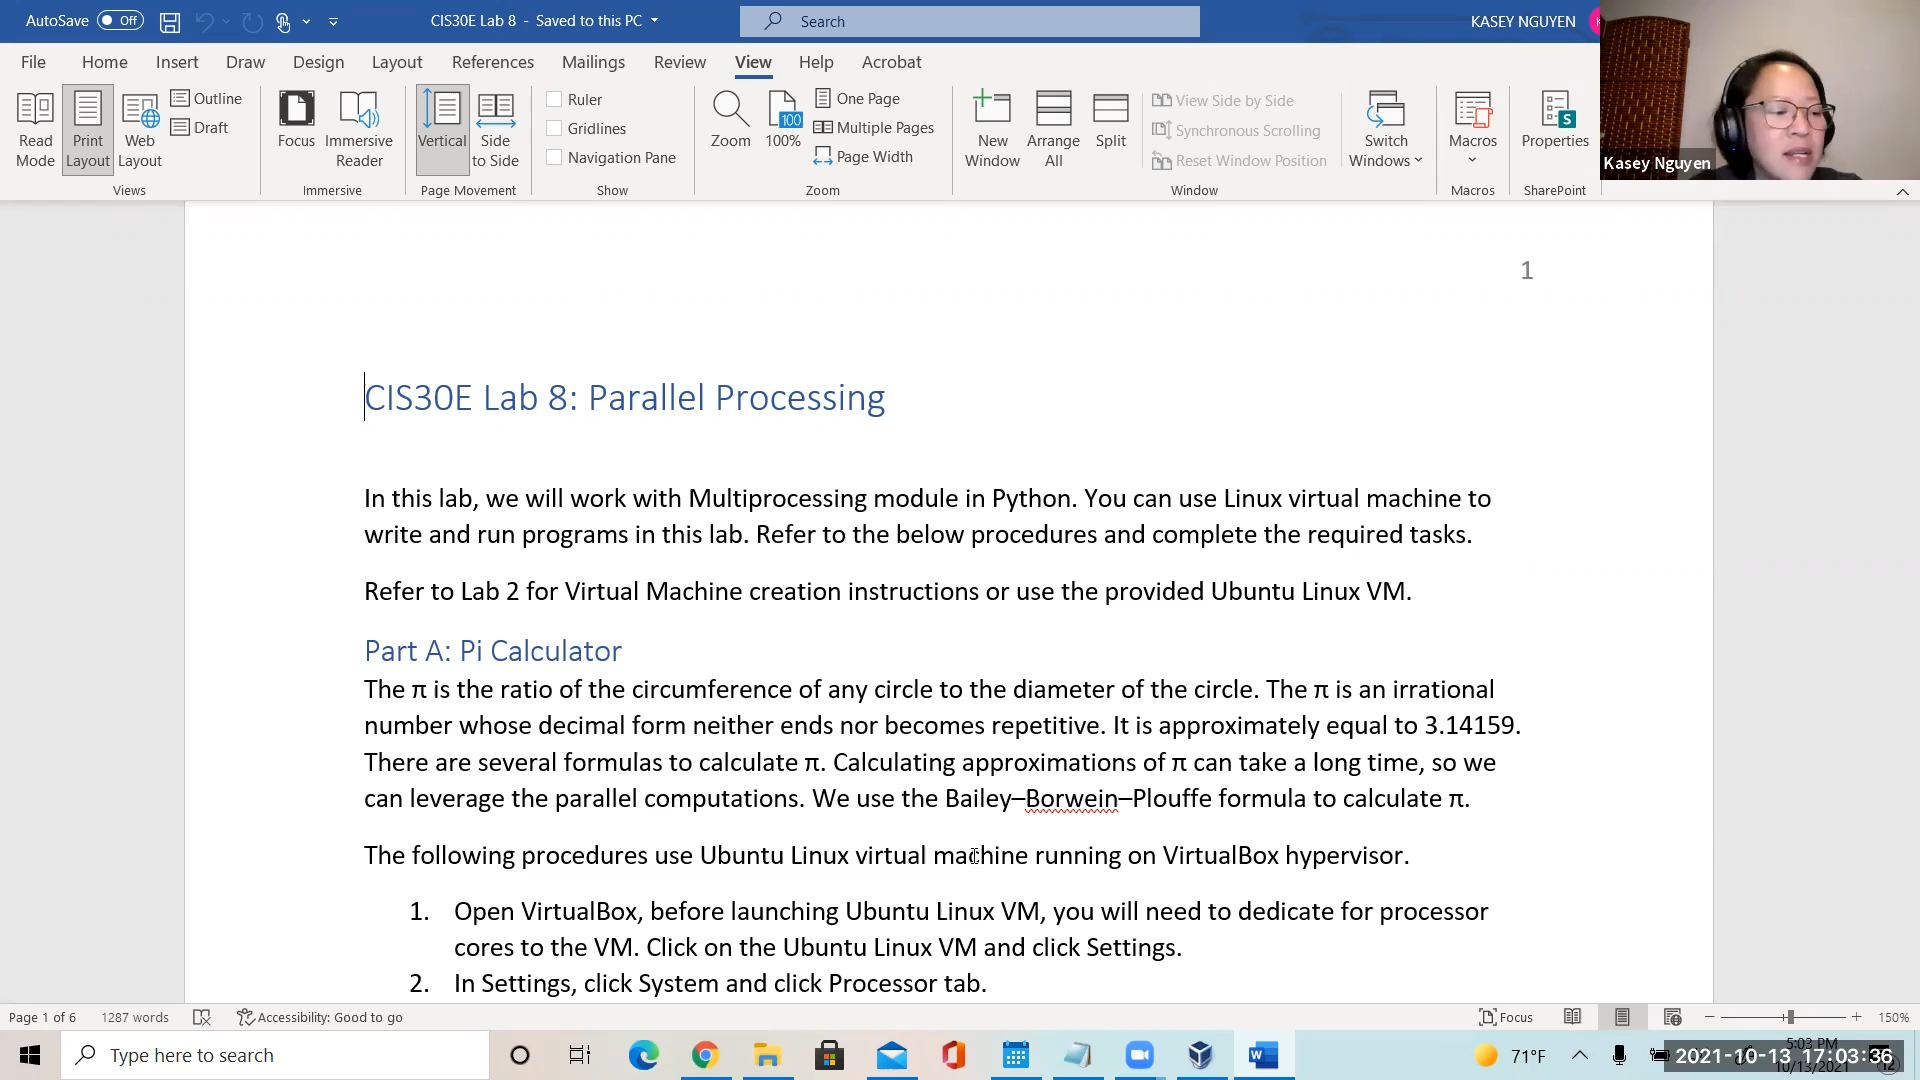 AutoSave Off CIS30E Lab 8 - Saved to this PC Search KASEY NGUYEN
File Home Insert Draw Design Layout References Mailings Review View Help Acrobat
Read Mode
Print Layout
Web Layout
Outline
Draft
Views
Focus
Immersive Reader
Immersive
Vertical
Side to Side
Page Movement
Ruler
Gridlines
Navigation Pane
Show
Zoom
100
100%
One Page
Multiple Pages
Page Width
Zoom
New Window
Arrange All
Split
View Side by Side
Synchronous Scrolling
Reset Window Position
Switch Windows
Window
Macros
Macros
S
Properties
SharePoint
Kasey Nguyen
1
CIS30E Lab 8: Parallel Processing
In this lab, we will work with Multiprocessing module in Python. You can use Linux virtual machine to
write and run programs in this lab. Refer to the below procedures and complete the required tasks.
Refer to Lab 2 for Virtual Machine creation instructions or use the provided Ubuntu Linux VM.
Part A: Pi Calculator
The π is the ratio of the circumference of any circle to the diameter of the circle. The π is an irrational
number whose decimal form neither ends nor becomes repetitive. It is approximately equal to 3.14159.
There are several formulas to calculate π. Calculating approximations of π can take a long time, so we
can leverage the parallel computations. We use the Bailey–Borwein–Plouffe formula to calculate π.
The following procedures use Ubuntu Linux virtual machine running on VirtualBox hypervisor.
1. Open VirtualBox, before launching Ubuntu Linux VM, you will need to dedicate for processor
cores to the VM. Click on the Ubuntu Linux VM and click Settings.
2. In Settings, click System and click Processor tab.
Page 1 of 6 1287 words Accessibility: Good to go Focus 150%
Type here to search 71°F 5:03 PM
2021-10-13 17:03:36
10/13/2021 12